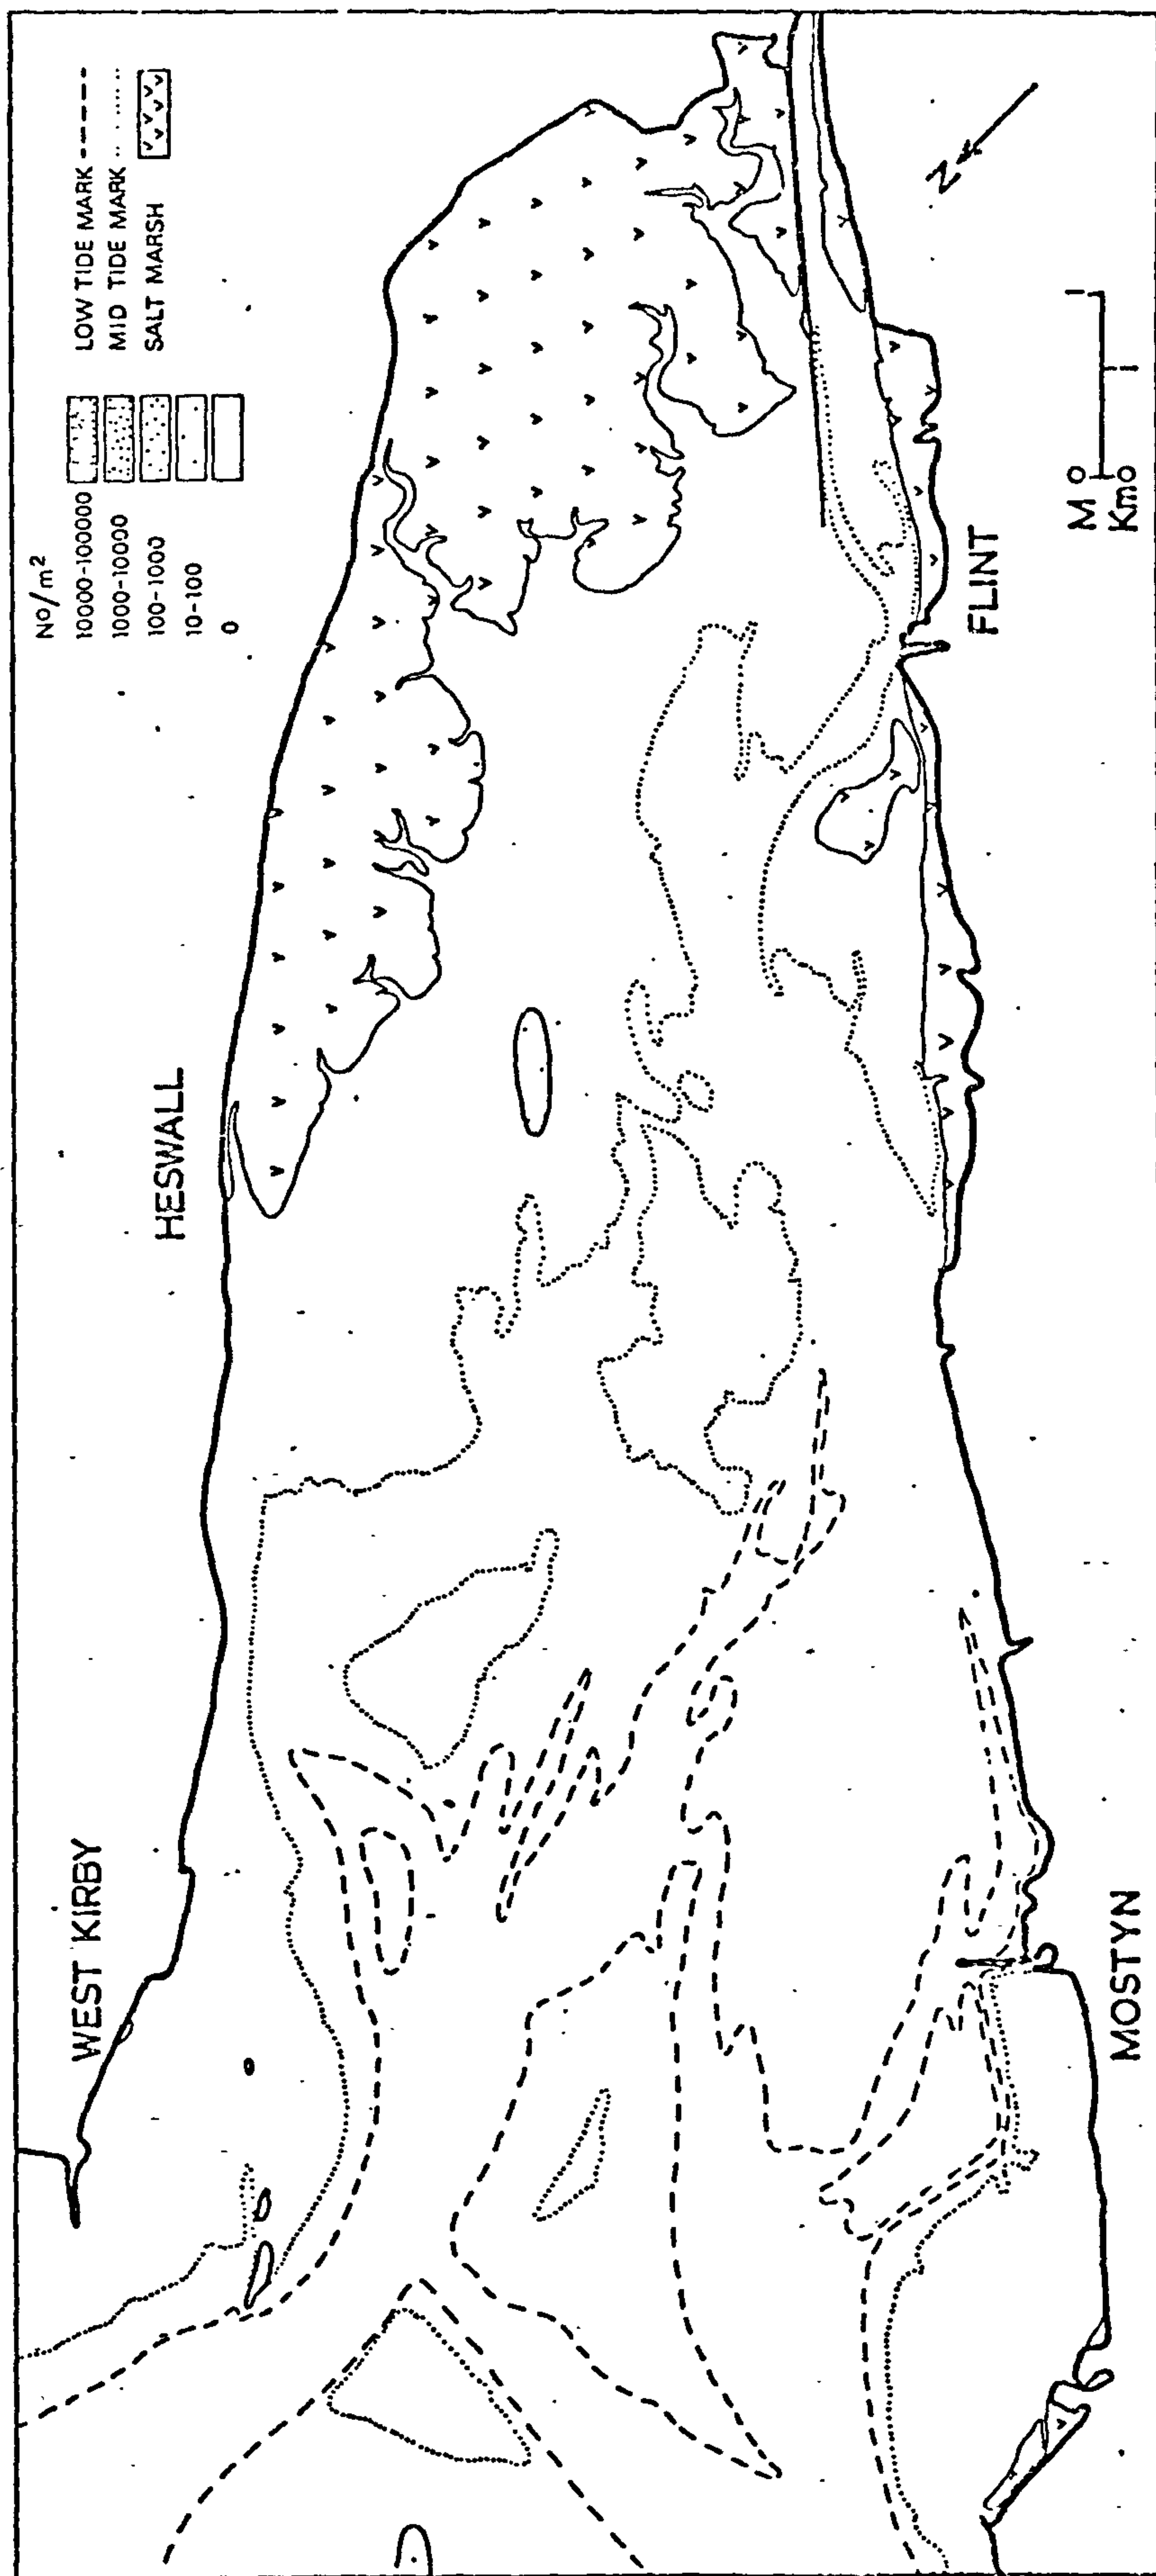 No/m²
10000-100000
1000-10000
100-1000
10-100
0
LOW TIDE MARK
MID TIDE MARK
SALT MARSH
WEST KIRBY
HESWALL
N
M 0 1
Km 0 1
FLINT
MOSTYN